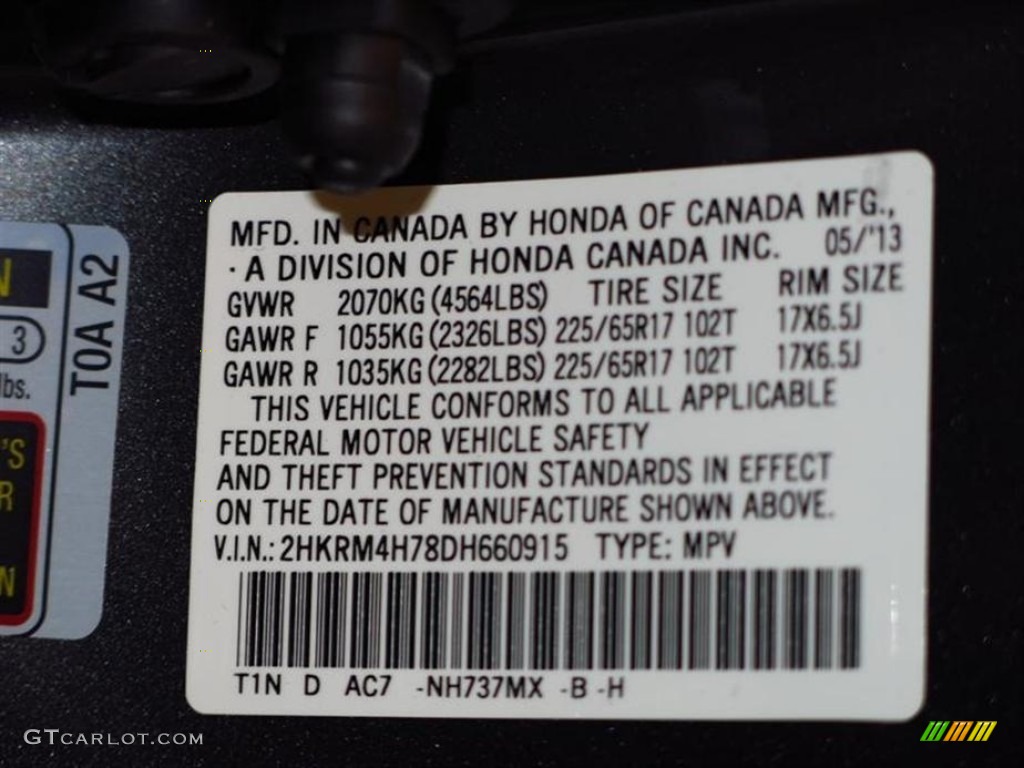 MFD. IN CANADA BY HONDA OF CANADA MFG.,
· A DIVISION OF HONDA CANADA INC. 05/'13
GVWR 2070KG (4564LBS) TIRE SIZE RIM SIZE
GAWR F 1055KG (2326LBS) 225/65R17 102T 17X6.5J
GAWR R 1035KG (2282LBS) 225/65R17 102T 17X6.5J
THIS VEHICLE CONFORMS TO ALL APPLICABLE
FEDERAL MOTOR VEHICLE SAFETY
AND THEFT PREVENTION STANDARDS IN EFFECT
ON THE DATE OF MANUFACTURE SHOWN ABOVE.
V.I.N.: 2HKRM4H78DH660915 TYPE: MPV
T1N D AC7 -NH737MX -B -H
N
3
lbs.
'S
R
N
T0A A2
GTCARLOT.COM